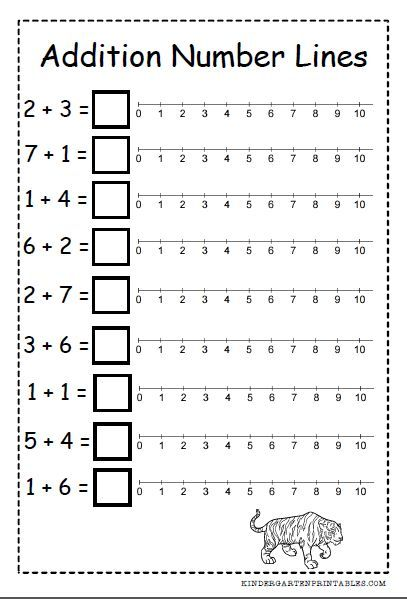 Addition Number Lines
2 + 3 = 0 1 2 3 4 5 6 7 8 9 10
7 + 1 = 0 1 2 3 4 5 6 7 8 9 10
1 + 4 = 0 1 2 3 4 5 6 7 8 9 10
6 + 2 = 0 1 2 3 4 5 6 7 8 9 10
2 + 7 = 0 1 2 3 4 5 6 7 8 9 10
3 + 6 = 0 1 2 3 4 5 6 7 8 9 10
1 + 1 = 0 1 2 3 4 5 6 7 8 9 10
5 + 4 = 0 1 2 3 4 5 6 7 8 9 10
1 + 6 = 0 1 2 3 4 5 6 7 8 9 10
KINDERGARTENPRINTABLES.COM